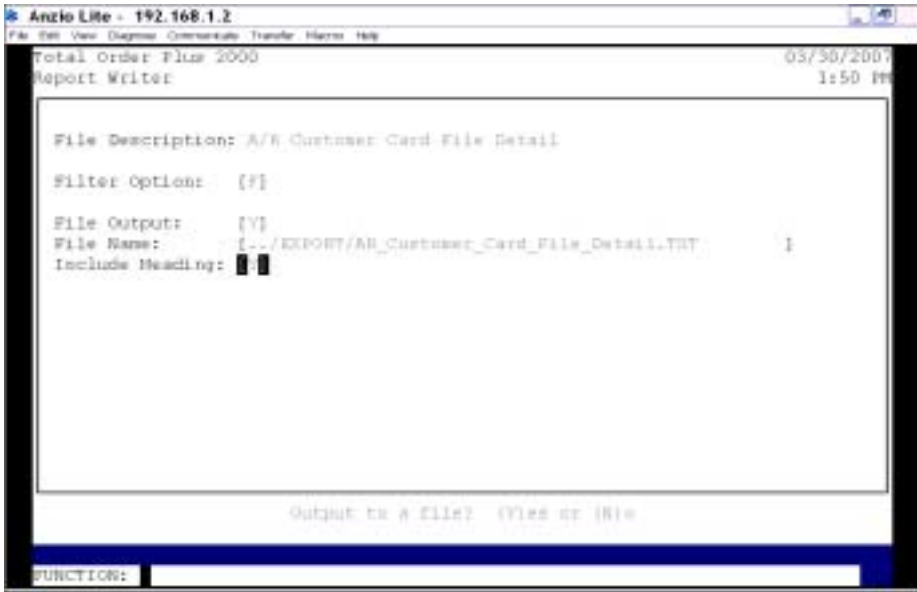 Anzio Lite - 192.168.1.2
File Edit View Diagnose Communicate Transfer Macros Help
Total Order Plus 2000 03/30/2007
Report Writer 1:50 PM
File Description: A/R Customer Card File Detail
Filter Option: [F]
File Output: [Y]
File Name: [../EXPORT/AR_Customer_Card_File_Detail.TXT ]
Include Heading: [ ]
Output to a file? (Y)es or (N)o
FUNCTION: